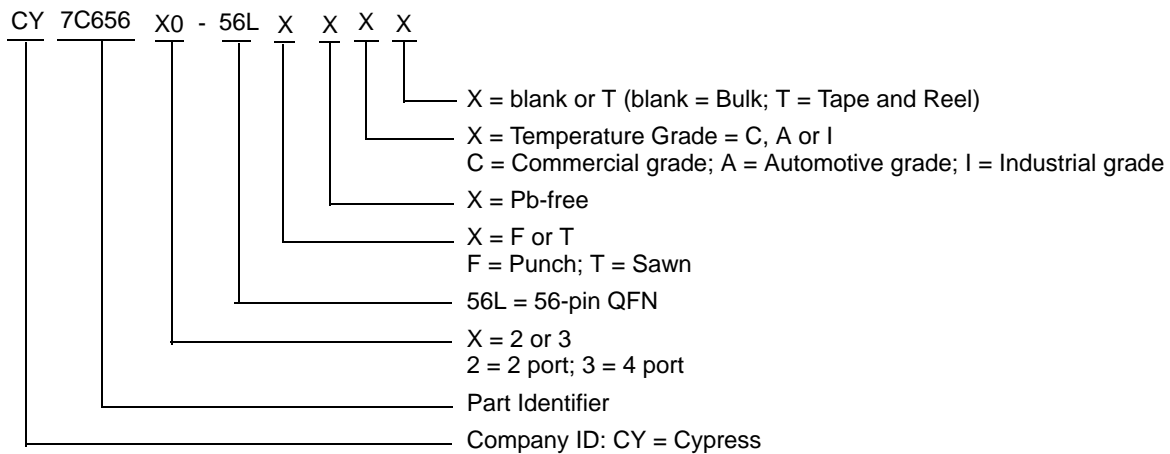 CY 7C656 X0 - 56L X X X X
X = blank or T (blank = Bulk; T = Tape and Reel)
X = Temperature Grade = C, A or I
C = Commercial grade; A = Automotive grade; I = Industrial grade
X = Pb-free
X = F or T
F = Punch; T = Sawn
56L = 56-pin QFN
X = 2 or 3
2 = 2 port; 3 = 4 port
Part Identifier
Company ID: CY = Cypress